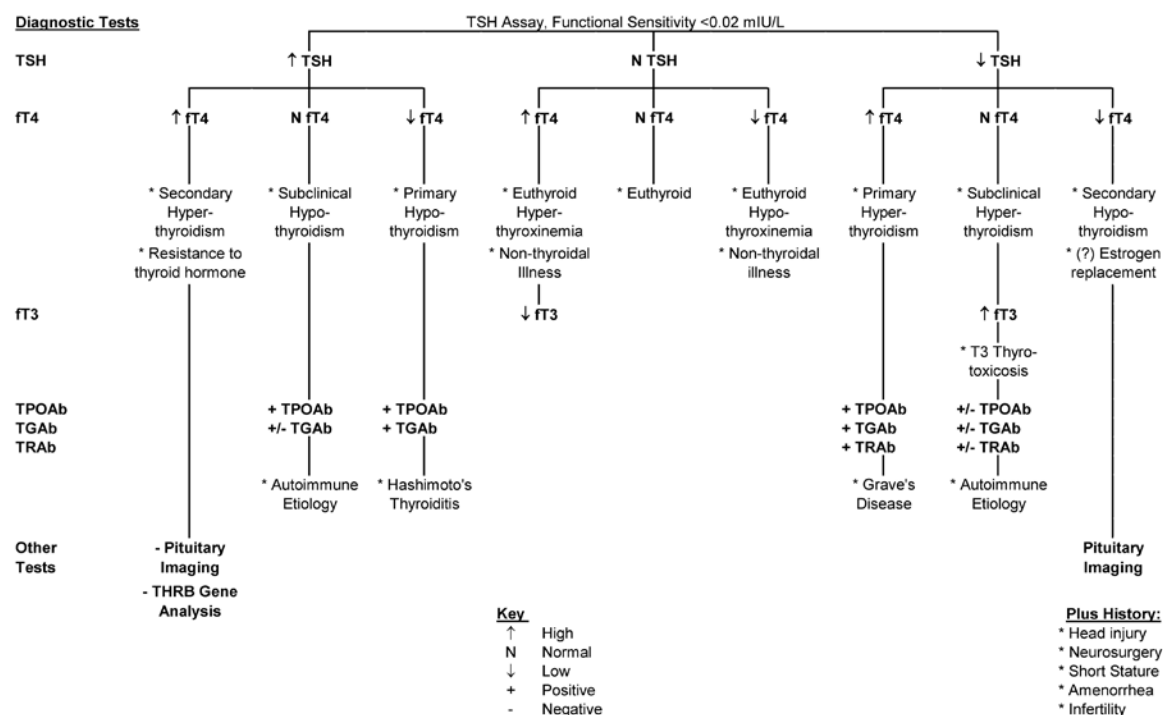 Diagnostic Tests
TSH Assay, Functional Sensitivity <0.02 mIU/L
TSH
↑ TSH
N TSH
↓ TSH
fT4
↑ fT4
N fT4
↓ fT4
↑ fT4
N fT4
↓ fT4
↑ fT4
N fT4
↓ fT4
* Secondary
Hyper-
thyroidism
* Resistance to
thyroid hormone
* Subclinical
Hypo-
thyroidism
* Primary
Hypo-
thyroidism
* Euthyroid
Hyper-
thyroxinemia
* Non-thyroidal
Illness
* Euthyroid
* Euthyroid
Hypo-
thyroxinemia
* Non-thyroidal
illness
* Primary
Hyper-
thyroidism
* Subclinical
Hyper-
thyroidism
* Secondary
Hypo-
thyroidism
* (?) Estrogen
replacement
fT3
↓ fT3
↑ fT3
* T3 Thyro-
toxicosis
TPOAb
TGAb
TRAb
+ TPOAb
+/- TGAb
+ TPOAb
+ TGAb
+ TPOAb
+ TGAb
+ TRAb
+/- TPOAb
+/- TGAb
+/- TRAb
* Autoimmune
Etiology
* Hashimoto's
Thyroiditis
* Grave's
Disease
* Autoimmune
Etiology
Other
Tests
- Pituitary
Imaging
- THRB Gene
Analysis
Pituitary
Imaging
Key
↑ High
N Normal
↓ Low
+ Positive
- Negative
Plus History:
* Head injury
* Neurosurgery
* Short Stature
* Amenorrhea
* Infertility